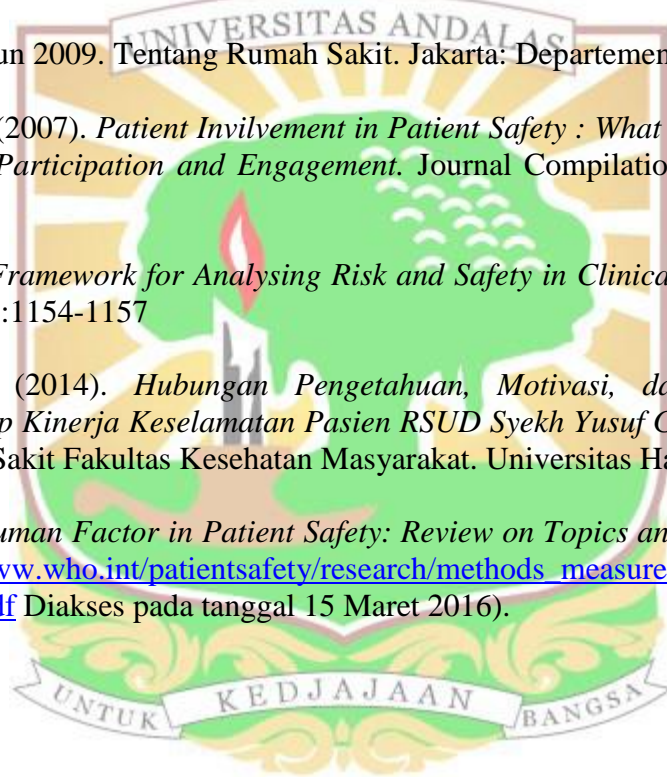 UNIVERSITAS ANDALAS
un 2009. Tentang Rumah Sakit. Jakarta: Departemen
(2007). Patient Invilvement in Patient Safety : What
Participation and Engagement. Journal Compilatio
Framework for Analysing Risk and Safety in Clinica
:1154-1157
(2014). Hubungan Pengetahuan, Motivasi, da
p Kinerja Keselamatan Pasien RSUD Syekh Yusuf G
Sakit Fakultas Kesehatan Masyarakat. Universitas Ha
uman Factor in Patient Safety: Review on Topics an
ww.who.int/patientsafety/research/methods_measure
df Diakses pada tanggal 15 Maret 2016).
UNTUK KEDJAJAAN BANGSA